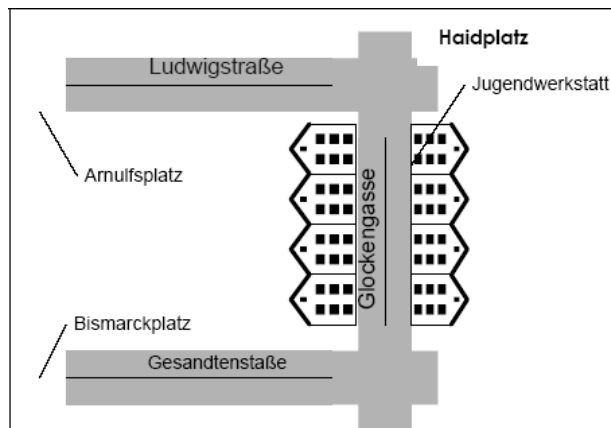 Haidplatz
Ludwigstraße
Jugendwerkstatt
Arnulfsplatz
Glockengasse
Bismarckplatz
Gesandtenstaße